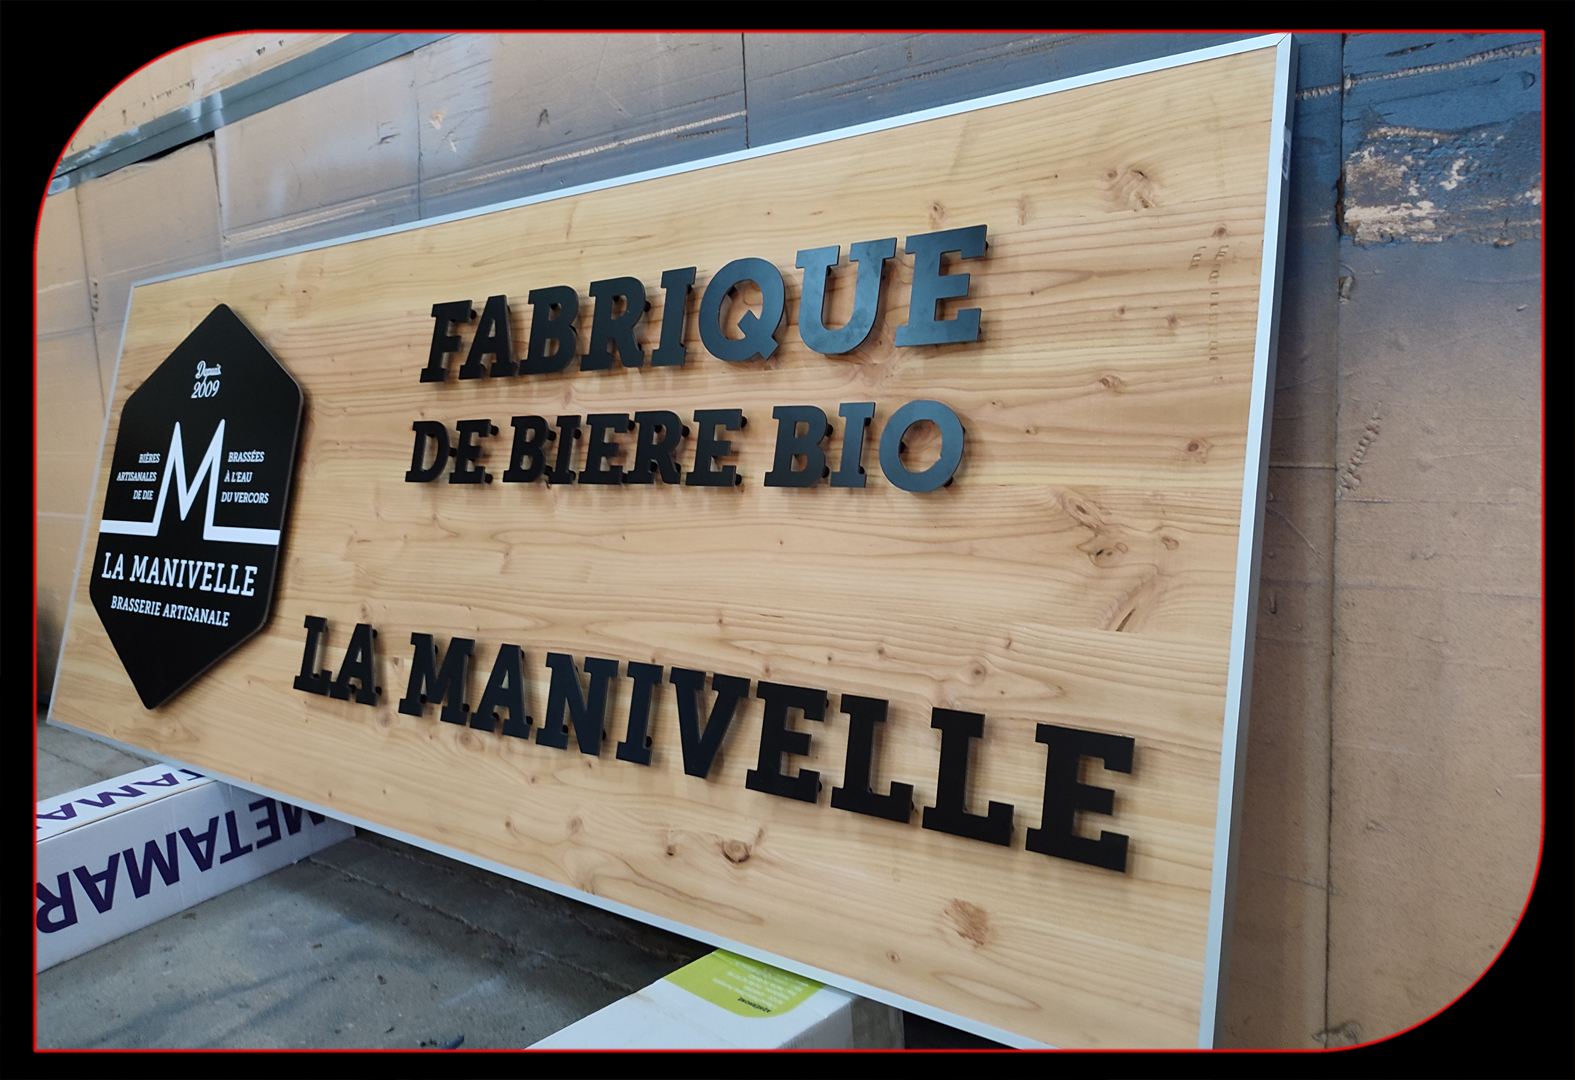 FABRIQUE
DE BIERE BIO
LA MANIVELLE
Depuis
2009
M
BIÈRES
ARTISANALES
DE DIE
BRASSÉES
À L'EAU
DU VERCORS
LA MANIVELLE
BRASSERIE ARTISANALE
METAMAR